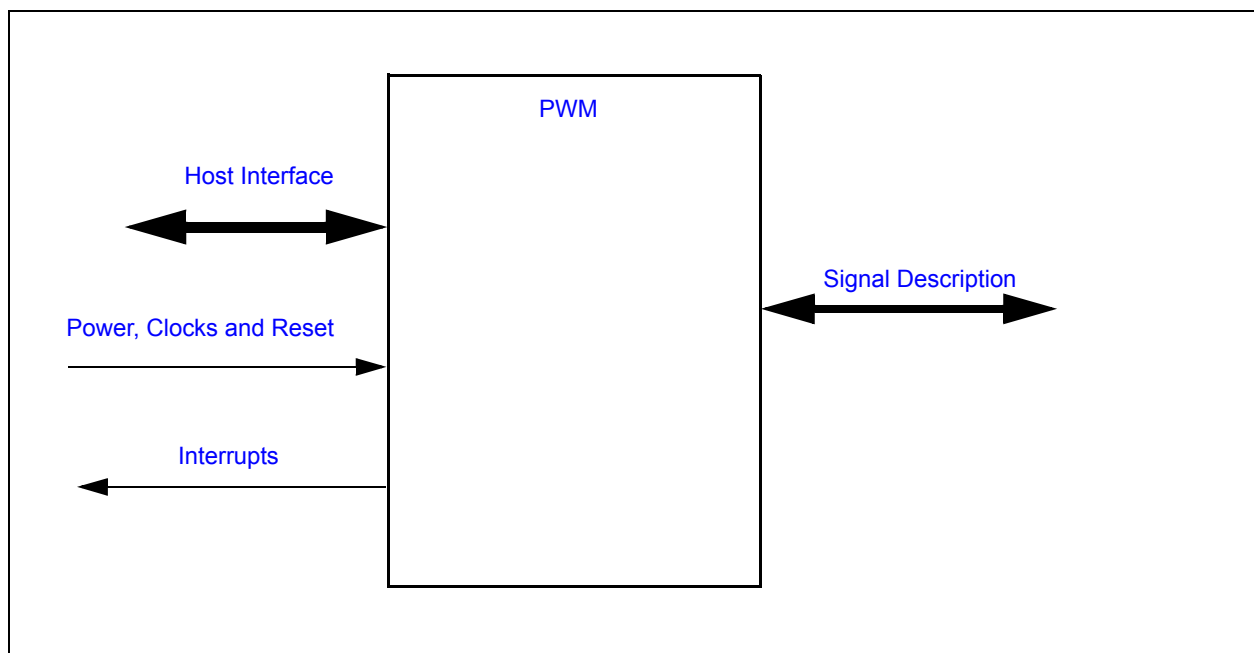 PWM
Host Interface
Signal Description
Power, Clocks and Reset
Interrupts